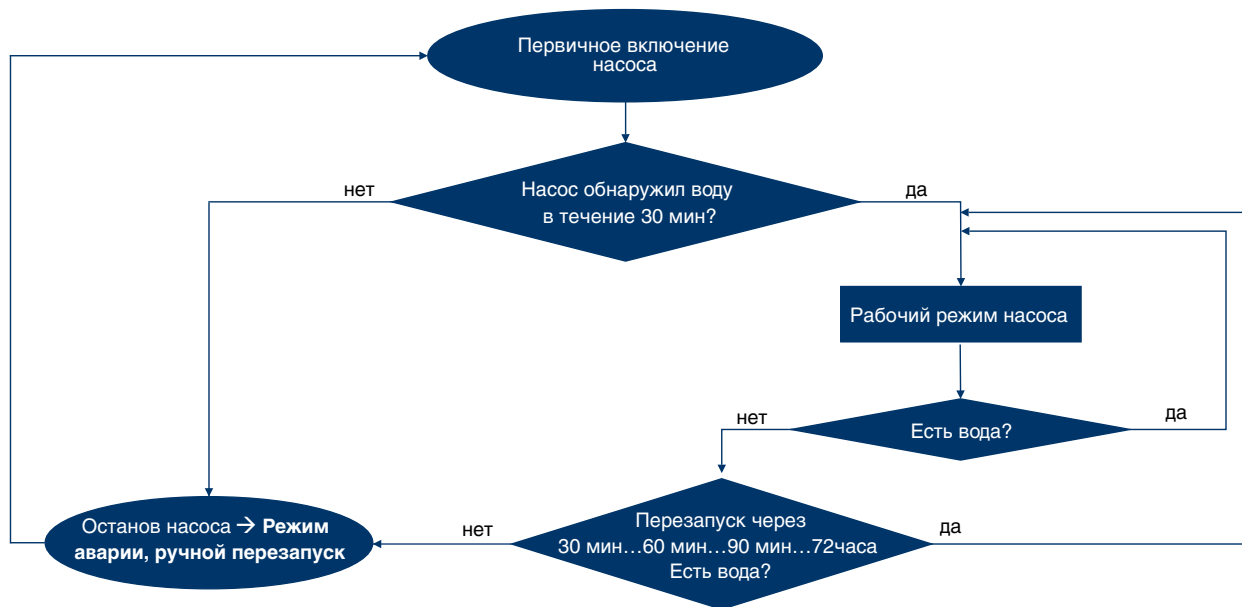 Первичное включение
насоса
Насос обнаружил воду
в течение 30 мин?
нет
да
Рабочий режим насоса
Есть вода?
нет
да
Перезапуск через
30 мин...60 мин...90 мин...72часа
Есть вода?
нет
да
Останов насоса → Режим
аварии, ручной перезапуск